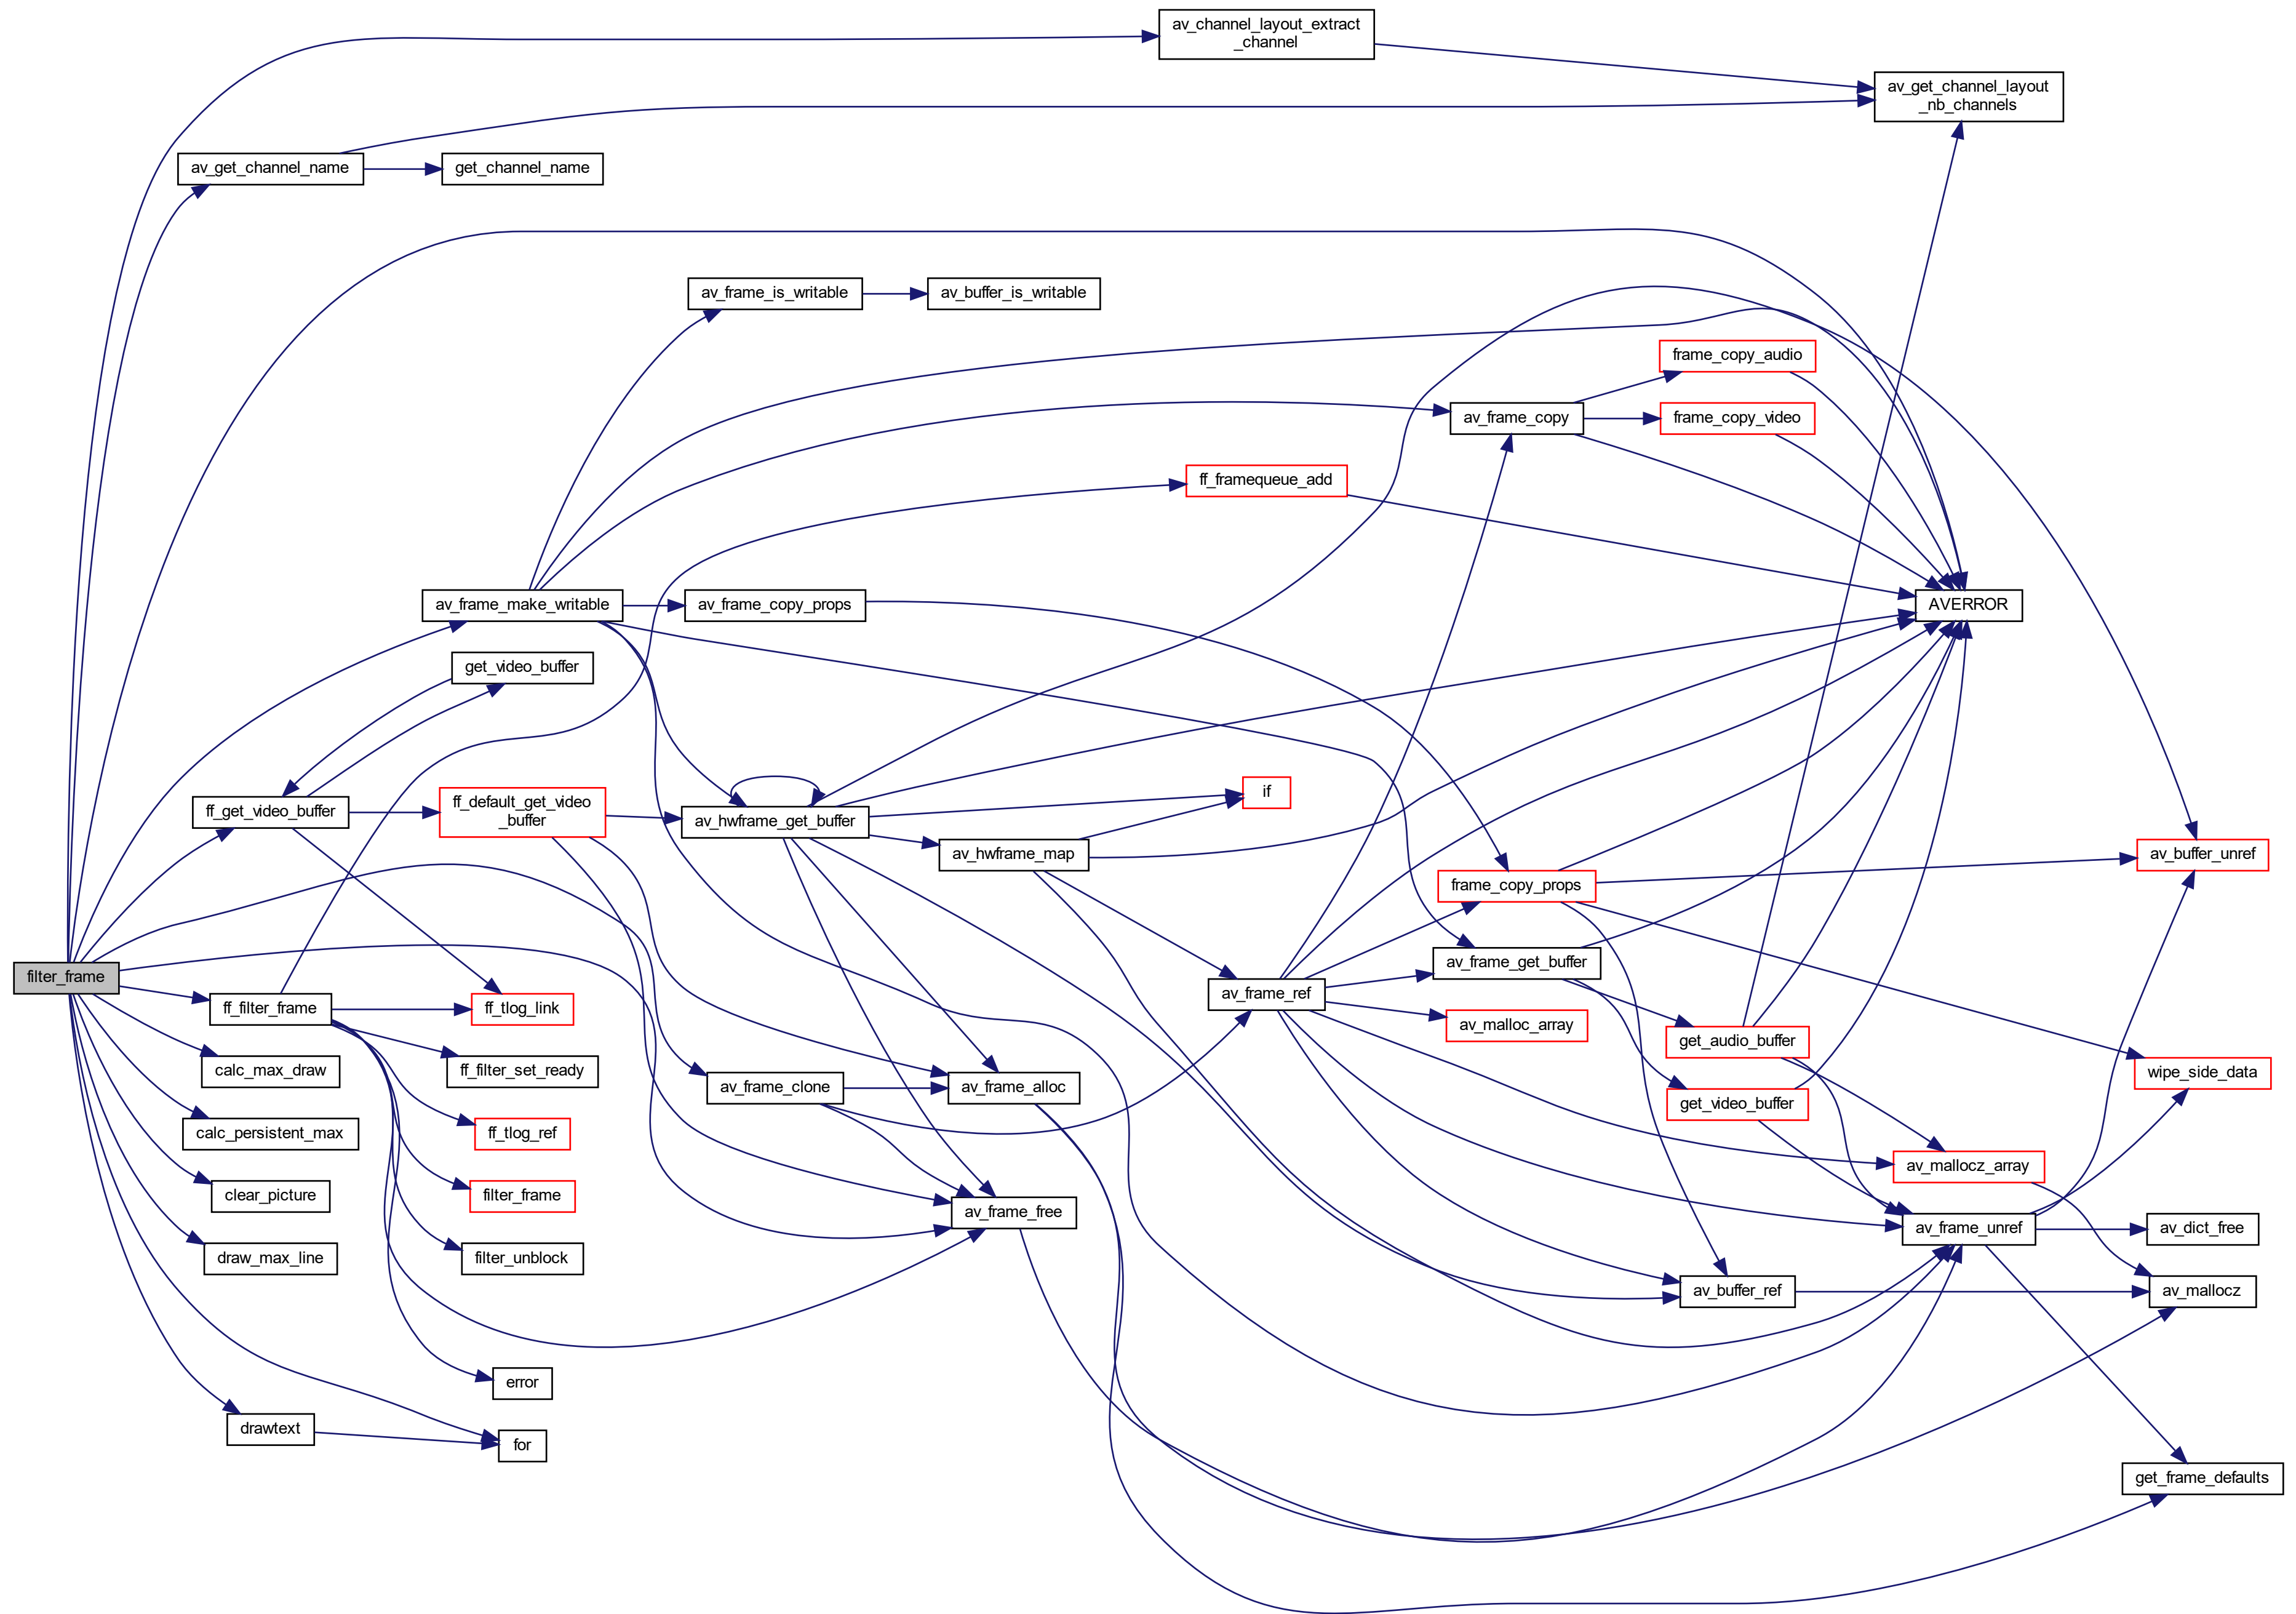 av_channel_layout_extract
_channel
av_get_channel_layout
_nb_channels
av_get_channel_name
get_channel_name
av_frame_is_writable
av_buffer_is_writable
frame_copy_audio
av_frame_copy
frame_copy_video
ff_framequeue_add
av_frame_make_writable
av_frame_copy_props
AVERROR
get_video_buffer
ff_get_video_buffer
ff_default_get_video
_buffer
av_hwframe_get_buffer
if
av_hwframe_map
av_buffer_unref
frame_copy_props
filter_frame
av_frame_get_buffer
av_frame_ref
ff_filter_frame
ff_tlog_link
av_malloc_array
get_audio_buffer
calc_max_draw
ff_filter_set_ready
wipe_side_data
av_frame_clone
av_frame_alloc
get_video_buffer
calc_persistent_max
ff_tlog_ref
av_mallocz_array
clear_picture
filter_frame
av_frame_free
av_frame_unref
av_dict_free
draw_max_line
filter_unblock
av_buffer_ref
av_mallocz
error
drawtext
for
get_frame_defaults